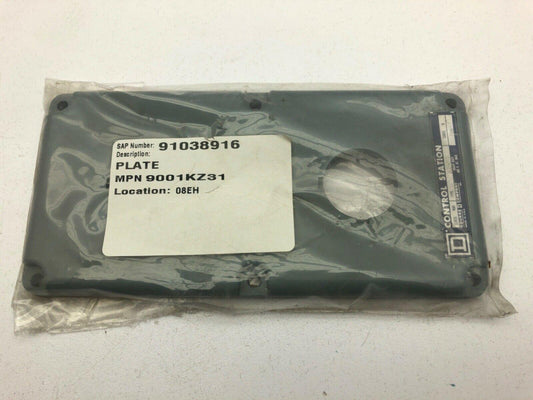 SAP Number: 91038916
Description:
PLATE
MPN 9001KZ31
Location: 08EH
CONTROL STATION
D